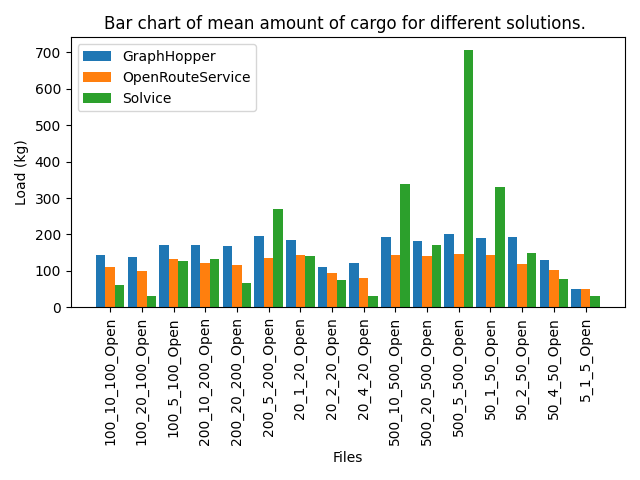 Bar chart of mean amount of cargo for different solutions.
GraphHopper
OpenRouteService
Solvice
Load (kg)
700
600
500
400
300
200
100
0
100_10_100_Open
100_20_100_Open
100_5_100_Open
200_10_200_Open
200_20_200_Open
200_5_200_Open
20_1_20_Open
20_2_20_Open
20_4_20_Open
500_10_500_Open
500_20_500_Open
500_5_500_Open
50_1_50_Open
50_2_50_Open
50_4_50_Open
5_1_5_Open
Files